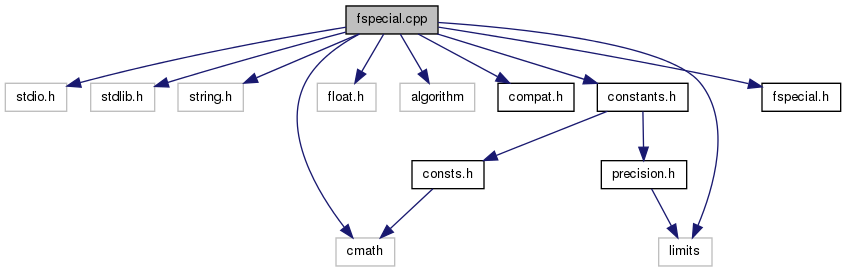 fspecial.cpp
stdio.h
stdlib.h
string.h
float.h
algorithm
compat.h
constants.h
fspecial.h
consts.h
precision.h
cmath
limits